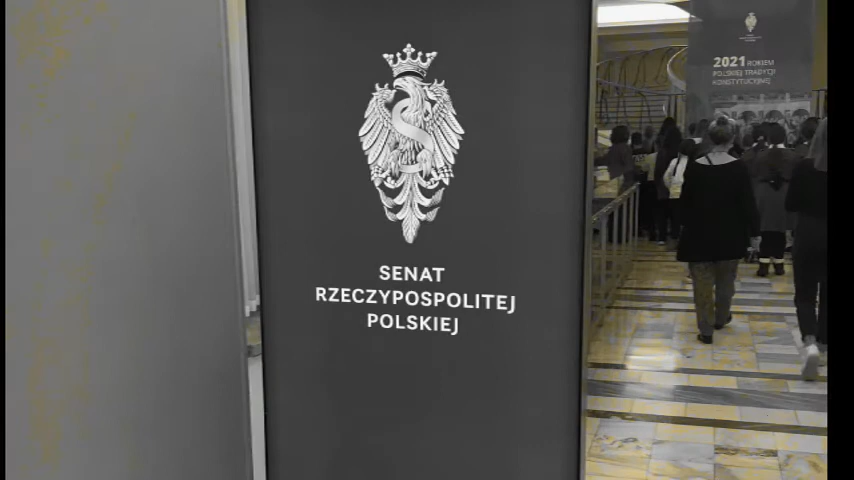 SENAT
RZECZYPOSPOLITEJ
POLSKIEJ
2021 ROKIEM
POLSKIEJ TRADYCJI
KONSTYTUCYJNEJ